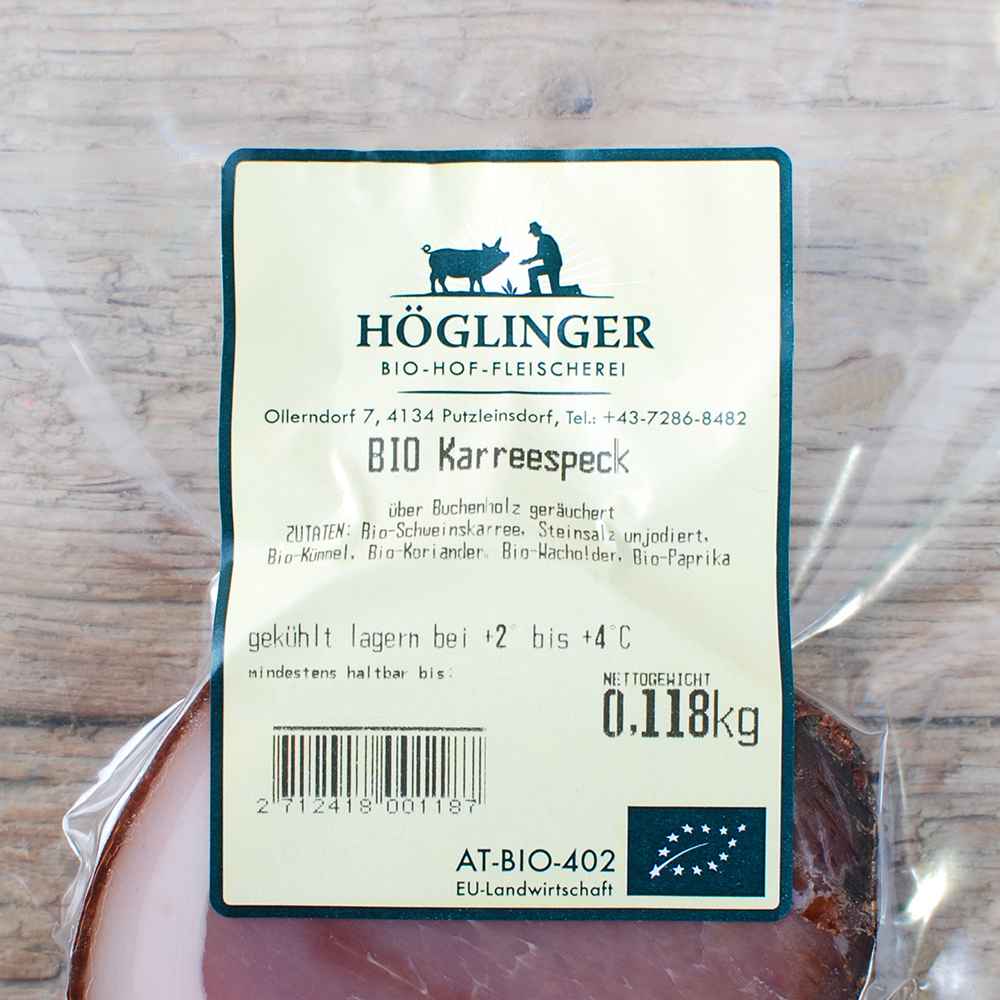 HÖGLINGER
BIO-HOF-FLEISCHEREI
Ollerndorf 7, 4134 Putzleinsdorf, Tel.: +43-7286-8482
BIO Karreespeck
über Buchenholz geräuchert
ZUTATEN: Bio-Schweinskarree, Steinsalz unjodiert,
Bio-Kümmel, Bio-Koriander, Bio-Wacholder, Bio-Paprika
gekühlt lagern bei +2° bis +4°C
mindestens haltbar bis:
NETTOGEWICHT
0,118kg
2 712418 001187
AT-BIO-402
EU-Landwirtschaft